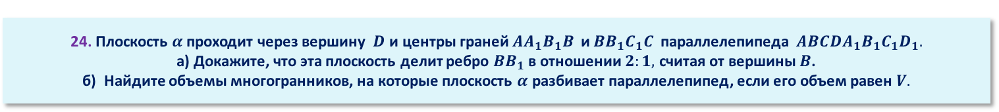 24. Плоскость α проходит через вершину D и центры граней AA₁B₁B и BB₁C₁C параллелепипеда ABCDA₁B₁C₁D₁.
а) Докажите, что эта плоскость делит ребро BB₁ в отношении 2:1, считая от вершины B.
б) Найдите объемы многогранников, на которые плоскость α разбивает параллелепипед, если его объем равен V.